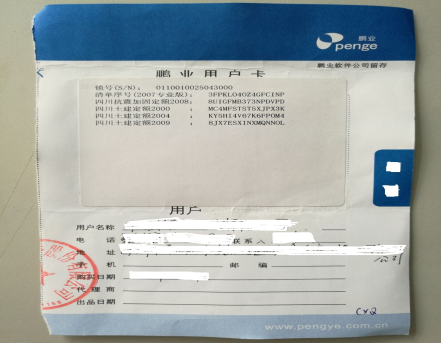 鹏业
penge
鹏业软件公司留存
鹏业用户卡
锁号(S/N): 0110010025043000
清单序号(2007专业版): 3FPKLO4OZ4GFCINP
四川抗震加固定额2008: 8UIGFMB373NPDVPD
四川土建定额2000 : MC4MFSTST5XJPX3K
四川土建定额2004 : KY5HI4V67K6FPOM4
四川土建定额2009 : 8JX7ESXINXMQNNOL
用户
用户名称
电 话 联系人
地 址
手 机 邮 编
购买日期
代理商
出品日期
www.pengye.com.cn